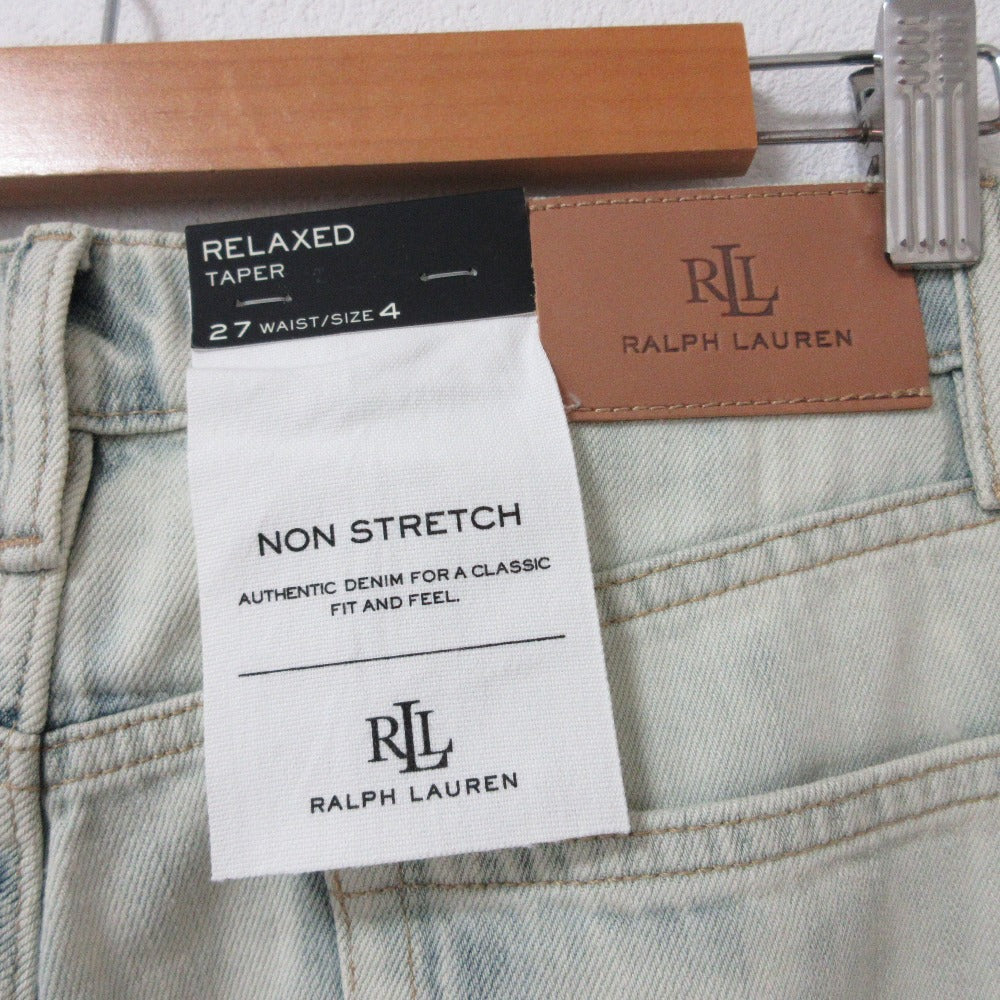 RELAXED
TAPER
27 WAIST/SIZE 4
RLL
RALPH LAUREN
NON STRETCH
AUTHENTIC DENIM FOR A CLASSIC
FIT AND FEEL.
RLL
RALPH LAUREN